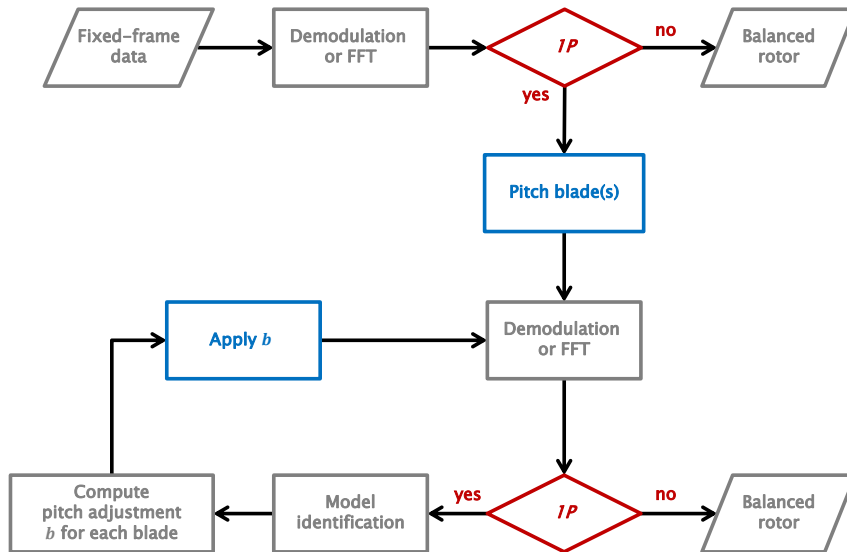 Fixed-frame
data
Demodulation
or FFT
1P
no
Balanced
rotor
yes
Pitch blade(s)
Apply b
Demodulation
or FFT
Compute
pitch adjustment
b for each blade
Model
identification
yes
1P
no
Balanced
rotor